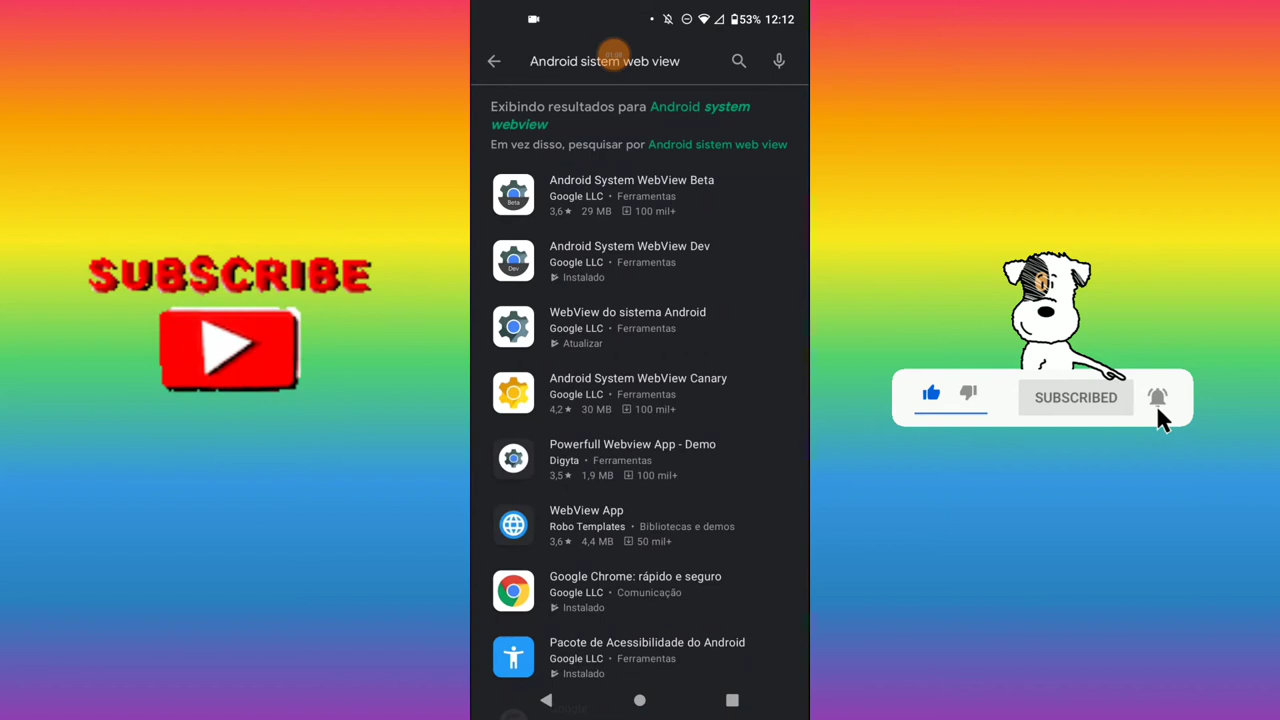 53% 12:12
01:08
Android sistem web view
Exibindo resultados para Android system
webview
Em vez disso, pesquisar por Android sistem web view
Android System WebView Beta
Google LLC • Ferramentas
3,6★ 29 MB 100 mil+
Beta
Android System WebView Dev
Google LLC • Ferramentas
Instalado
Dev
WebView do sistema Android
Google LLC • Ferramentas
Atualizar
Android System WebView Canary
Google LLC • Ferramentas
4,2★ 30 MB 100 mil+
Powerfull Webview App - Demo
Digyta • Ferramentas
3,5★ 1,9 MB 100 mil+
WebView App
Robo Templates • Bibliotecas e demos
3,6★ 4,4 MB 50 mil+
Google Chrome: rápido e seguro
Google LLC • Comunicação
Instalado
Pacote de Acessibilidade do Android
Google LLC • Ferramentas
Instalado
Google
SUBSCRIBE
SUBSCRIBED